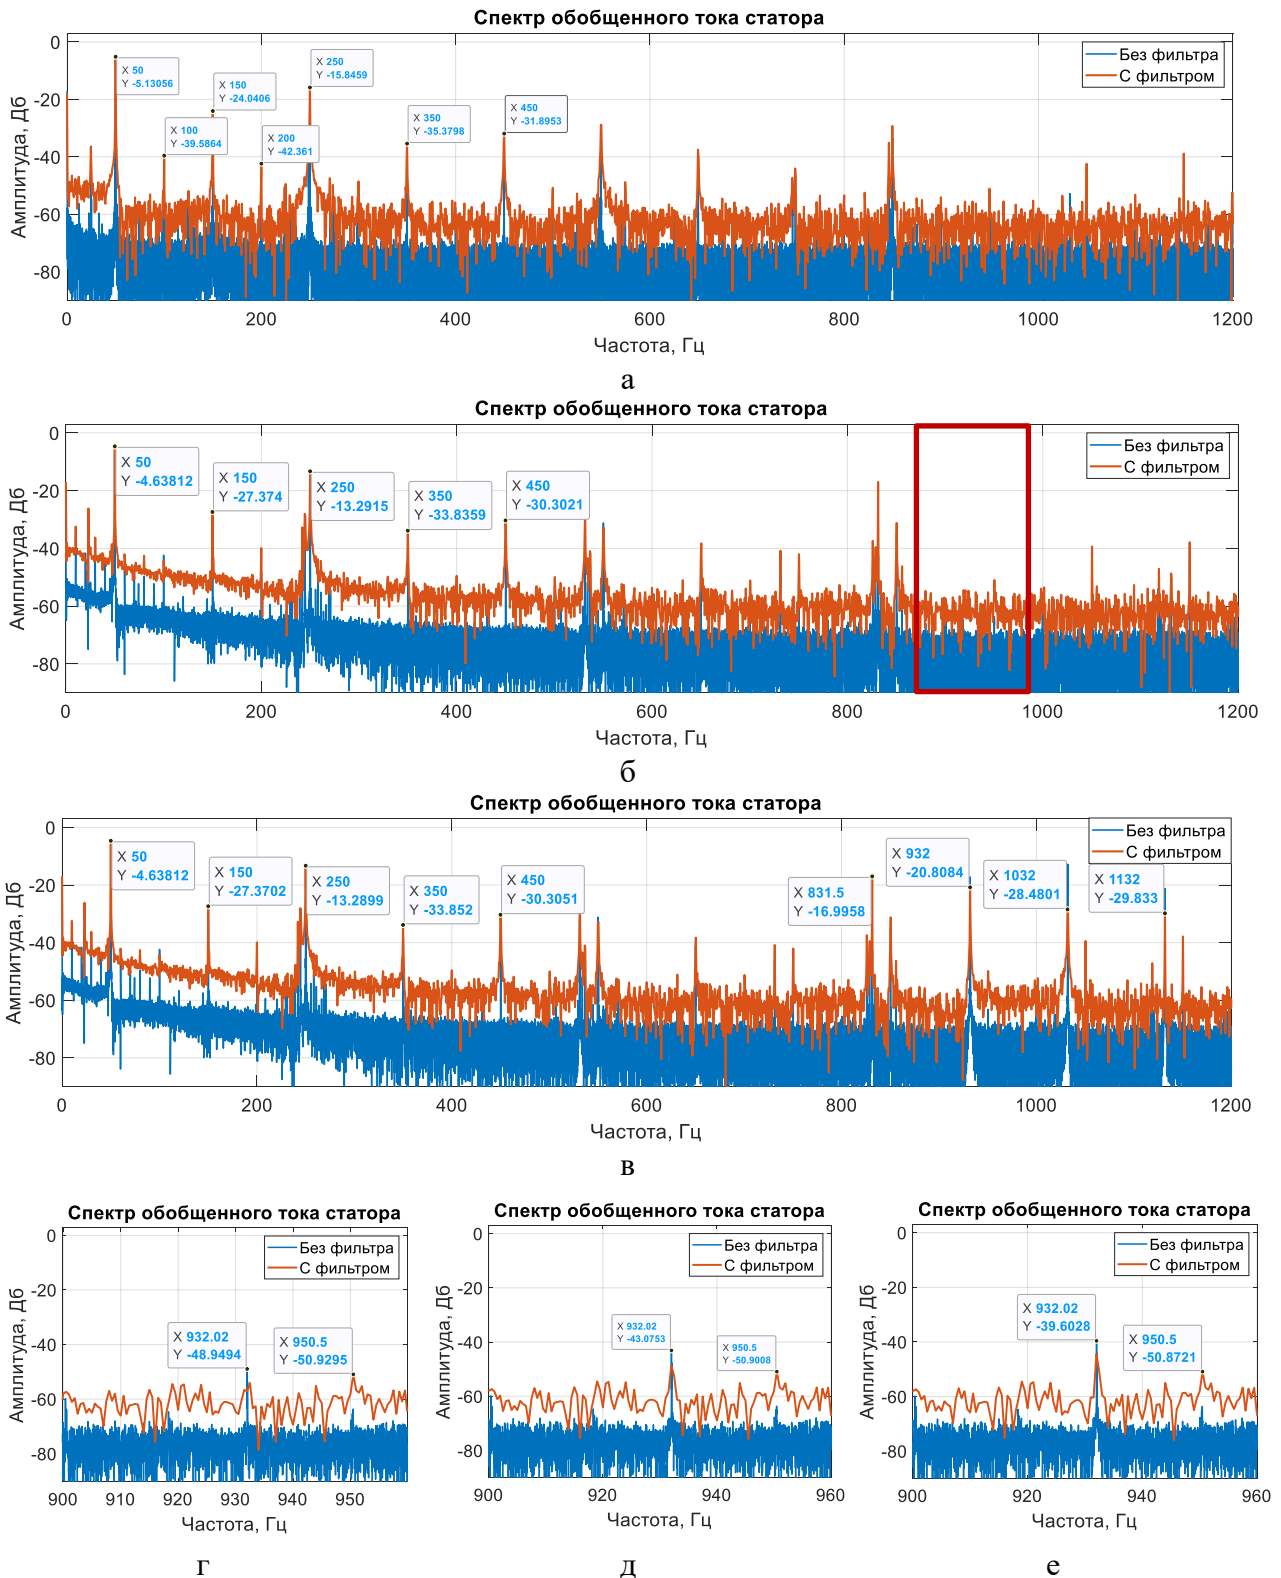 Спектр обобщенного тока статора
Без фильтра
С фильтром
X 50
Y -5.13056
X 100
Y -39.5864
X 150
Y -24.0406
X 200
Y -42.361
X 250
Y -15.8459
X 350
Y -35.3798
X 450
Y -31.8953
Амплитуда, Дб
0
-20
-40
-60
-80
0 200 400 600 800 1000 1200
Частота, Гц
а
Спектр обобщенного тока статора
Без фильтра
С фильтром
X 50
Y -4.63812
X 150
Y -27.374
X 250
Y -13.2915
X 350
Y -33.8359
X 450
Y -30.3021
Амплитуда, Дб
0
-20
-40
-60
-80
0 200 400 600 800 1000 1200
Частота, Гц
б
Спектр обобщенного тока статора
Без фильтра
С фильтром
X 50
Y -4.63812
X 150
Y -27.3702
X 250
Y -13.2899
X 350
Y -33.852
X 450
Y -30.3051
X 831.5
Y -16.9958
X 932
Y -20.8084
X 1032
Y -28.4801
X 1132
Y -29.833
Амплитуда, Дб
0
-20
-40
-60
-80
0 200 400 600 800 1000 1200
Частота, Гц
в
Спектр обобщенного тока статора
Без фильтра
С фильтром
X 932.02
Y -48.9494
X 950.5
Y -50.9295
Амплитуда, Дб
0
-20
-40
-60
-80
900 910 920 930 940 950
Частота, Гц
г
Спектр обобщенного тока статора
Без фильтра
С фильтром
X 932.02
Y -43.0753
X 950.5
Y -50.9008
Амплитуда, Дб
0
-20
-40
-60
-80
900 920 940 960
Частота, Гц
д
Спектр обобщенного тока статора
Без фильтра
С фильтром
X 932.02
Y -39.6028
X 950.5
Y -50.8721
Амплитуда, Дб
0
-20
-40
-60
-80
900 920 940 960
Частота, Гц
е